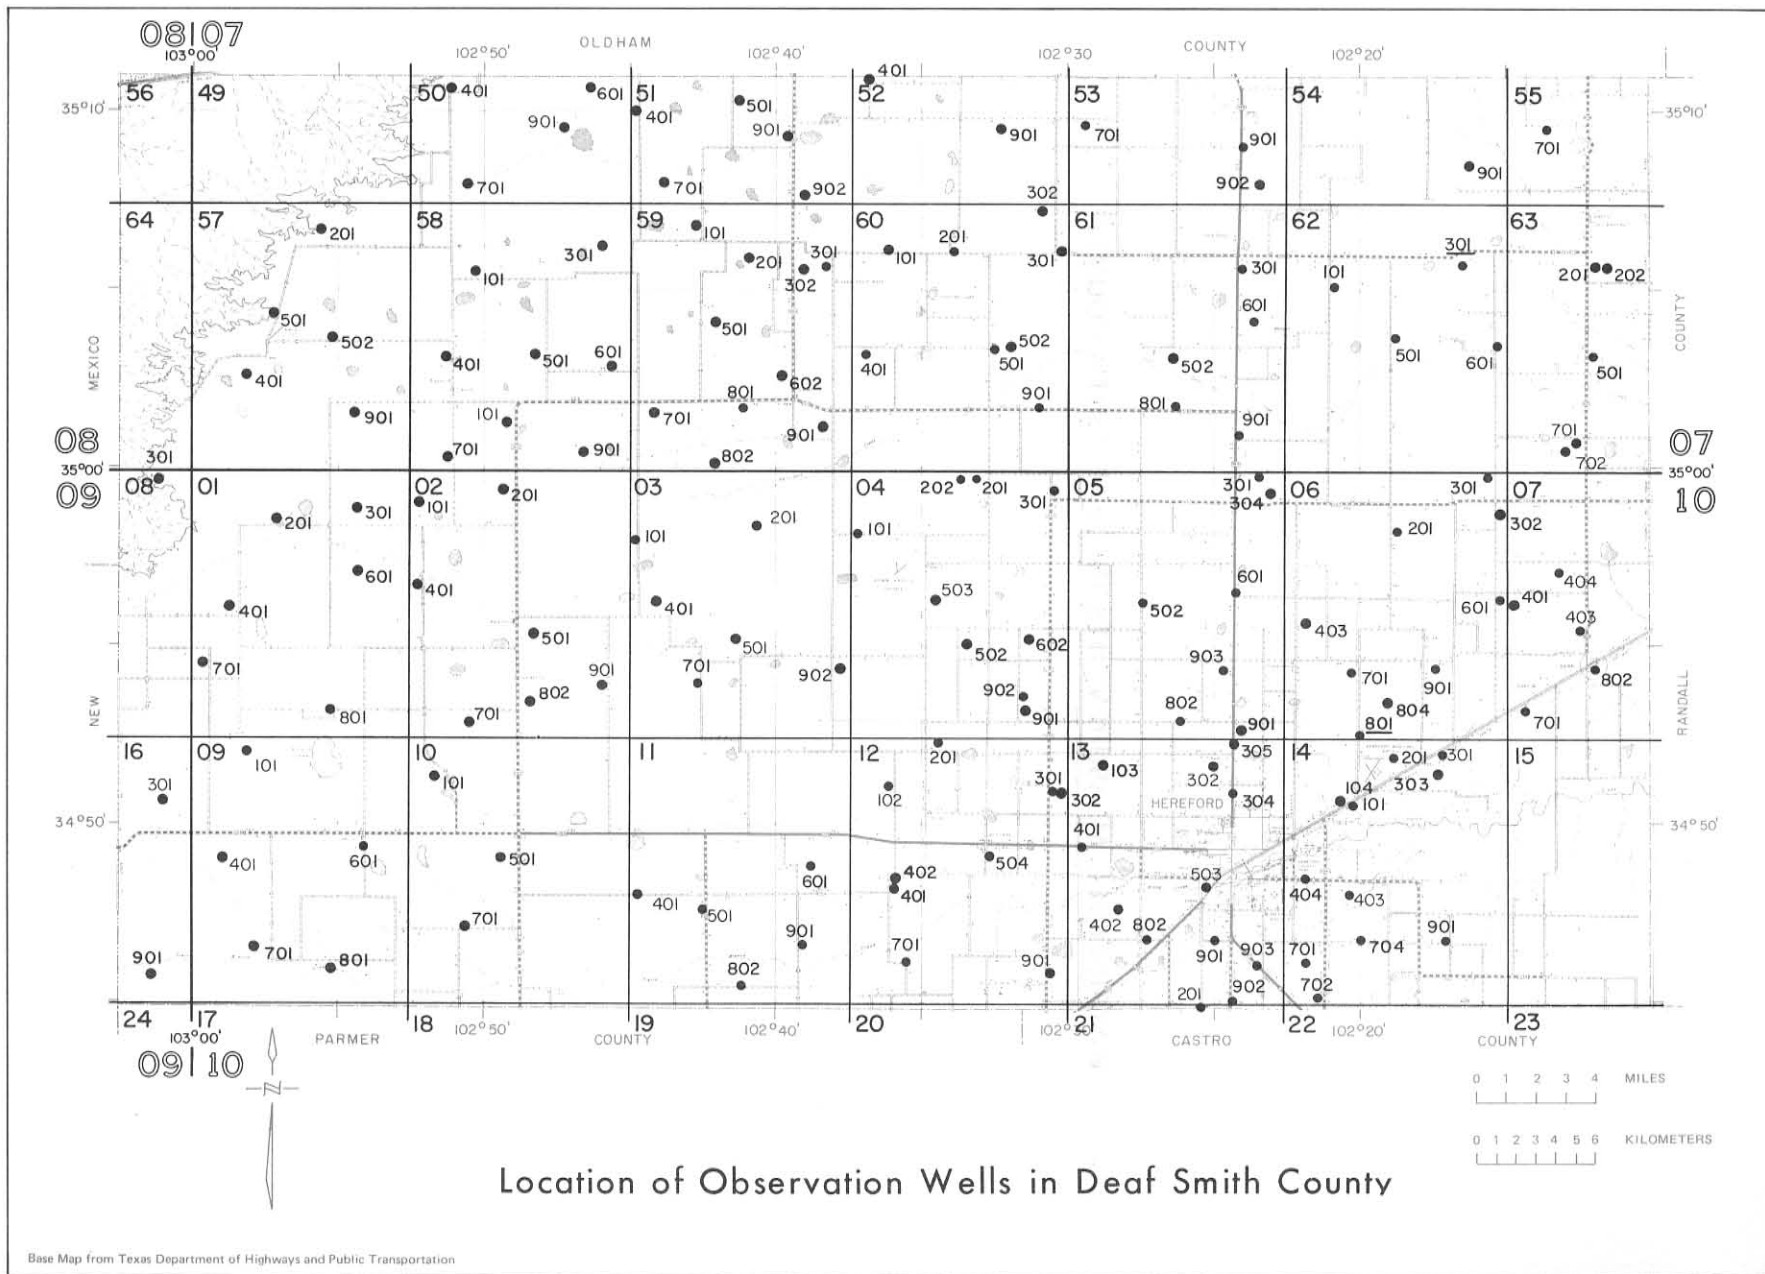 08 07
OLDHAM COUNTY
103°00' 102°50' 102°40' 102°30' 102°20'
56 49 50 51 52 53 54 55
401 601 401 501 401
35°10' 35°10'
901 901 901 701 901 701
901
701 701 902 902
302
64 57 58 59 60 61 62 63
201 101
301 201 301 101 201 301 301
101 302 301 101 201 202
COUNTY
501 501 601
502 502
MEXICO 401 501 601 401 501 502 501 601 501
401 602
901 101 701 801 901 801
901 901
08 701 901 802 701 702 07
301
35°00' 35°00'
08 01 02 03 04 05 06 07
09 10
201 202 201 301 301 304 301
201 301 101 201 302
101 101 201
601 401 404
401 401 503 502 601 601 401
403 403
501 501 502 602
701 901 701 902 903 701 901 802
802 902
NEW RANDALL
801 701 901 802 901 804 801 701
16 09 10 11 12 13 14 15
101 201 305 201 301
101 103 302 303
301 102 301 302 HEREFORD 304 104 101
34°50' 34°50'
401
401 601 501 504
601 402
401 501 401 503 404 403
701 402 802
701 901 901 903 701 704 901
901 801 701 901
802 201 902 702
24 17 18 19 20 21 22 23
103°00' 102°50' 102°40' 102°30' 102°20'
PARMER COUNTY CASTRO COUNTY
09 10
N
0 1 2 3 4 MILES
0 1 2 3 4 5 6 KILOMETERS
Location of Observation Wells in Deaf Smith County
Base Map from Texas Department of Highways and Public Transportation